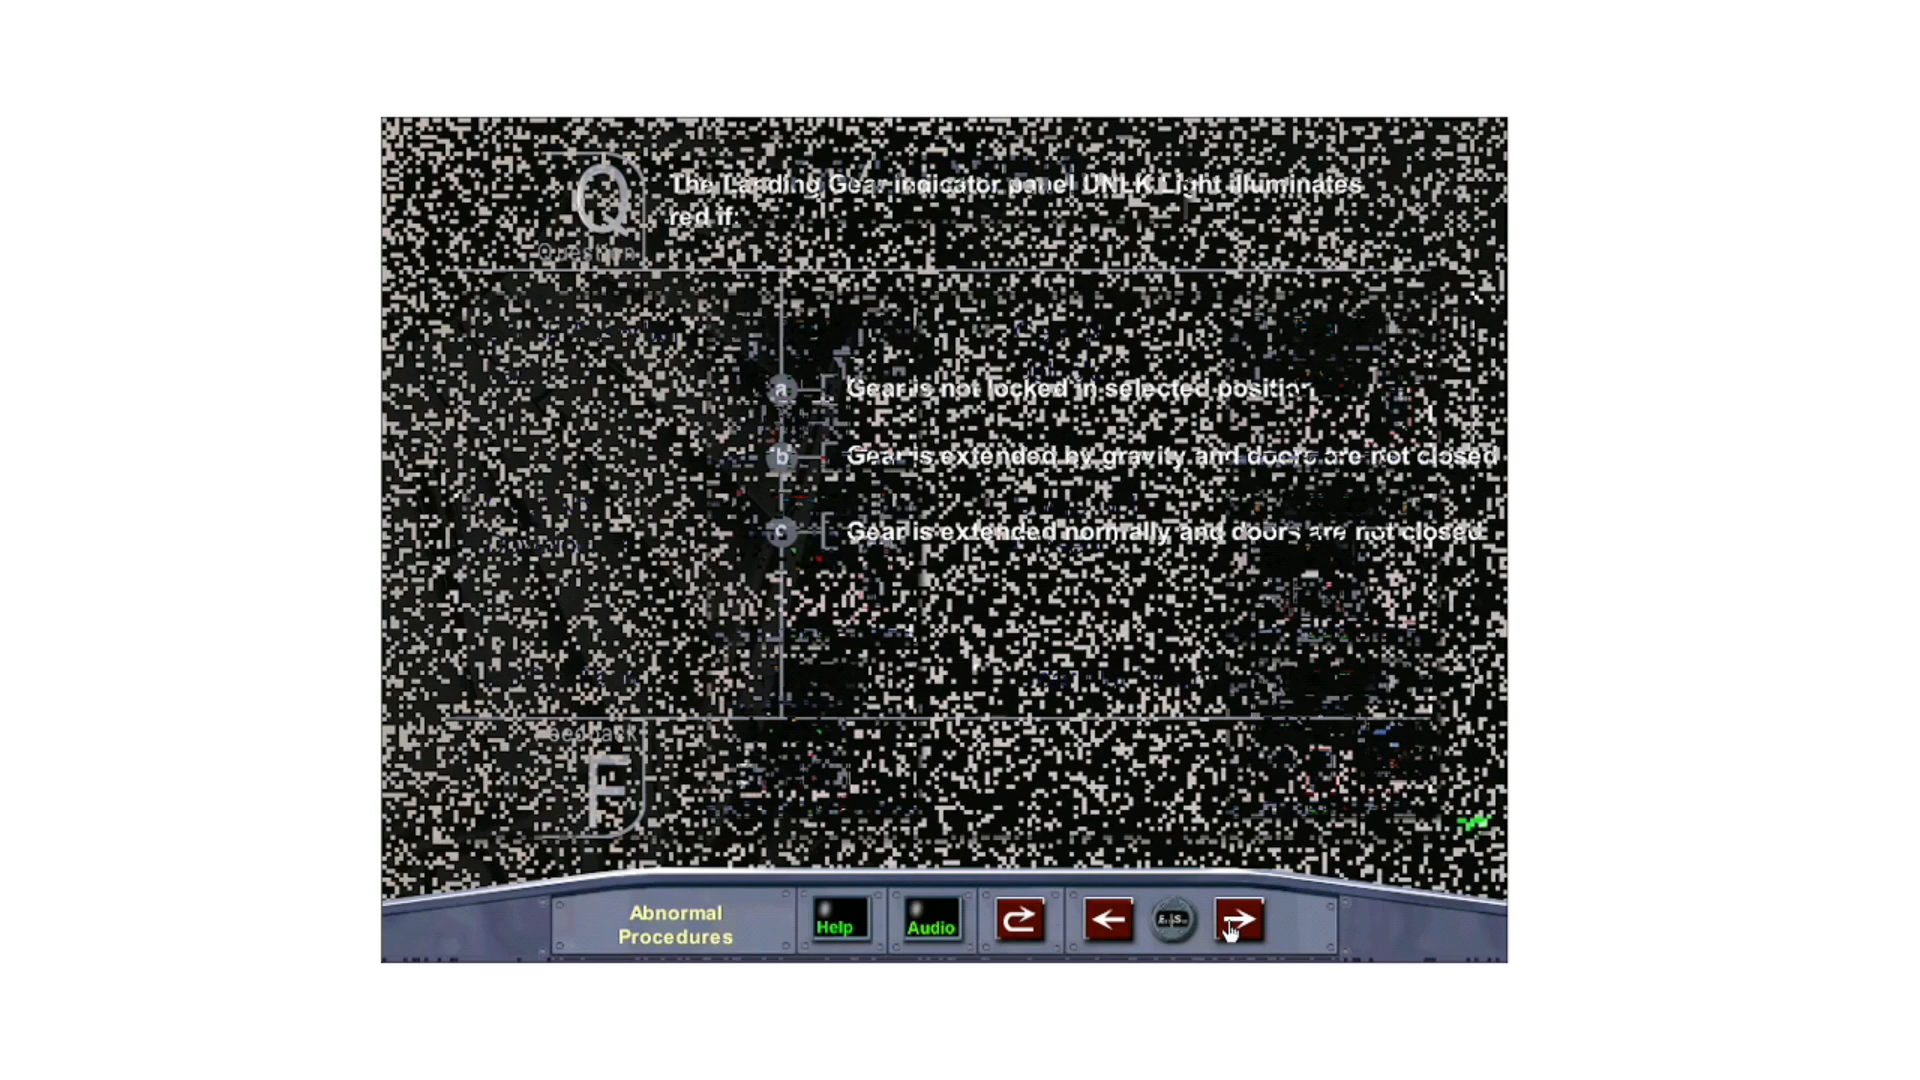 Q
The Landing Gear indicator panel UNLK Light illuminates
red if:
Question
a Gear is not locked in selected position
b Gear is extended by gravity and doors are not closed
c Gear is extended normally and doors are not closed
Feedback
F
Abnormal
Procedures
Help
Audio